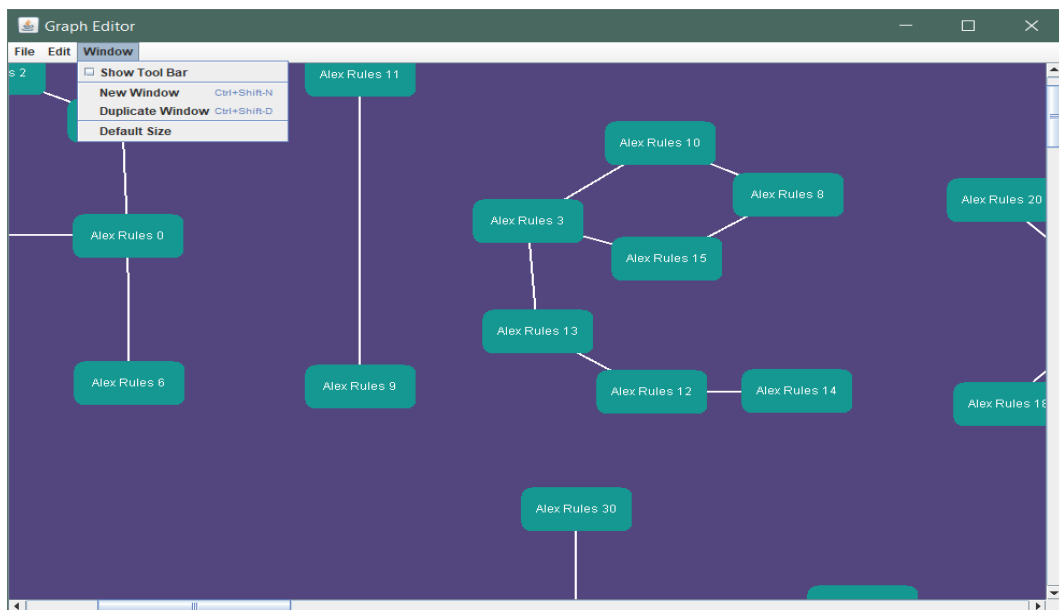 Graph Editor
File Edit Window
Show Tool Bar
New Window Ctrl+Shift-N
Duplicate Window Ctrl+Shift-D
Default Size
s 2
Alex Rules 11
Alex Rules 10
Alex Rules 8
Alex Rules 20
Alex Rules 3
Alex Rules 0
Alex Rules 15
Alex Rules 13
Alex Rules 6
Alex Rules 9
Alex Rules 12
Alex Rules 14
Alex Rules 18
Alex Rules 30